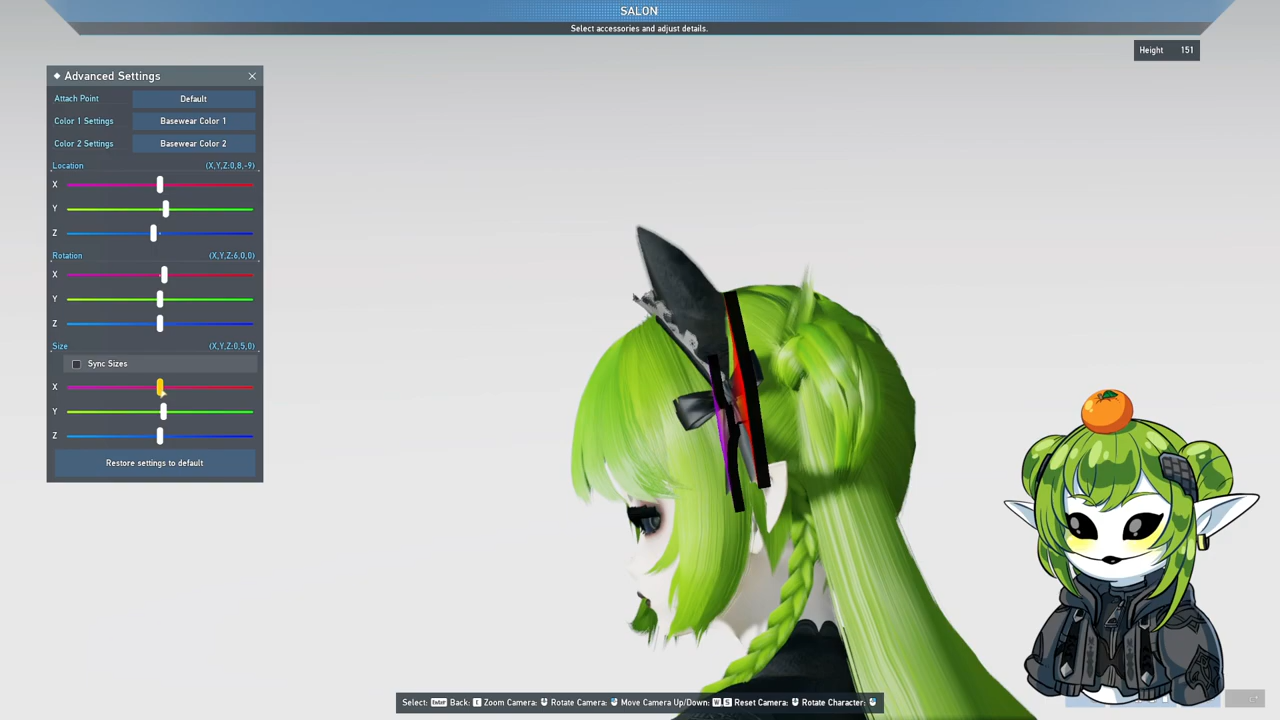 SALON
Select accessories and adjust details.
Height 151
Advanced Settings
Attach Point Default
Color 1 Settings Basewear Color 1
Color 2 Settings Basewear Color 2
Location (X,Y,Z:0,8,-9)
X
Y
Z
Rotation (X,Y,Z:6,0,0)
X
Y
Z
Size (X,Y,Z:0,5,0)
Sync Sizes
X
Y
Z
Restore settings to default
Select: Enter Back: E Zoom Camera: Rotate Camera: Move Camera Up/Down: W,S Reset Camera: Rotate Character: